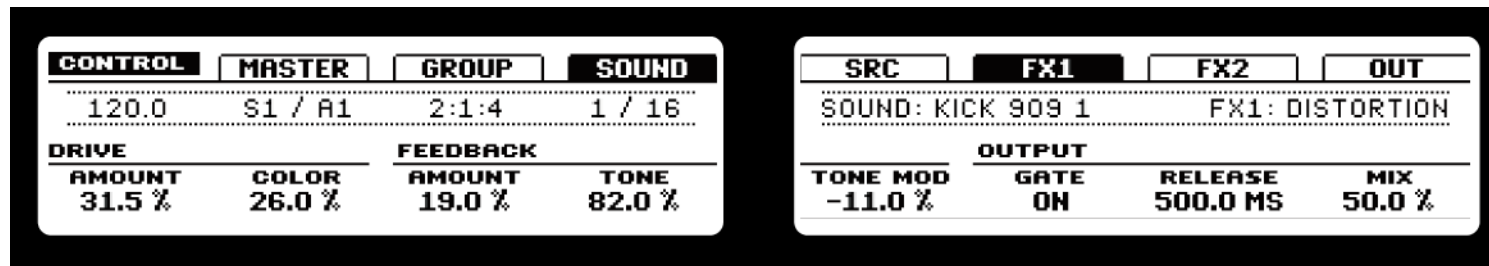 CONTROL MASTER GROUP SOUND
120.0 S1 / A1 2:1:4 1 / 16
DRIVE FEEDBACK
AMOUNT COLOR AMOUNT TONE
31.5 % 26.0 % 19.0 % 82.0 %
SRC FX1 FX2 OUT
SOUND: KICK 909 1 FX1: DISTORTION
OUTPUT
TONE MOD GATE RELEASE MIX
-11.0 % ON 500.0 MS 50.0 %